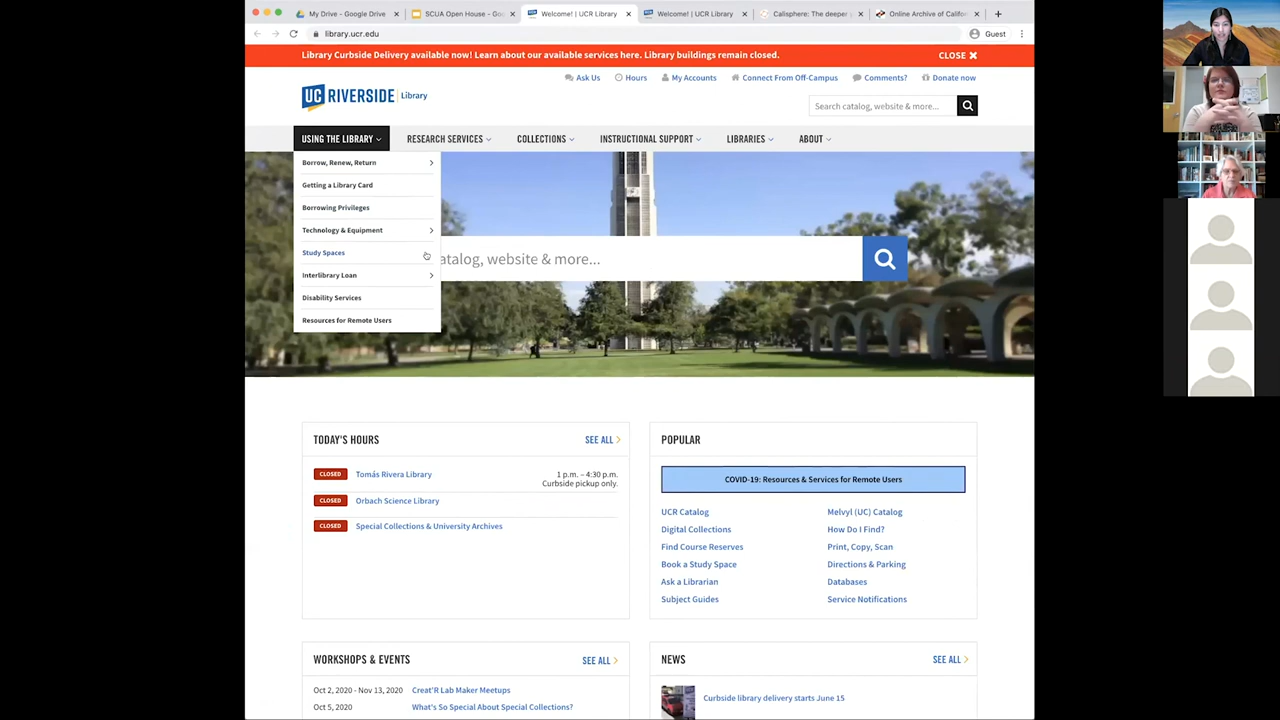 My Drive - Google Drive
SCUA Open House - Goo
Welcome! | UCR Library
Welcome! | UCR Library
Calisphere: The deeper
Online Archive of Califor
library.ucr.edu
Guest
Library Curbside Delivery available now! Learn about our available services here. Library buildings remain closed.
CLOSE
Ask Us
Hours
My Accounts
Connect From Off-Campus
Comments?
Donate now
UC RIVERSIDE | Library
Search catalog, website & more...
USING THE LIBRARY
RESEARCH SERVICES
COLLECTIONS
INSTRUCTIONAL SUPPORT
LIBRARIES
ABOUT
Borrow, Renew, Return
Getting a Library Card
Borrowing Privileges
Technology & Equipment
Study Spaces
Interlibrary Loan
Disability Services
Resources for Remote Users
catalog, website & more...
TODAY'S HOURS
SEE ALL
CLOSED Tomás Rivera Library 1 p.m. – 4:30 p.m.
Curbside pickup only.
CLOSED Orbach Science Library
CLOSED Special Collections & University Archives
POPULAR
COVID-19: Resources & Services for Remote Users
UCR Catalog
Digital Collections
Find Course Reserves
Book a Study Space
Ask a Librarian
Subject Guides
Melvyl (UC) Catalog
How Do I Find?
Print, Copy, Scan
Directions & Parking
Databases
Service Notifications
WORKSHOPS & EVENTS
SEE ALL
Oct 2, 2020 - Nov 13, 2020 Creat'R Lab Maker Meetups
Oct 5, 2020 What's So Special About Special Collections?
NEWS
SEE ALL
Curbside library delivery starts June 15